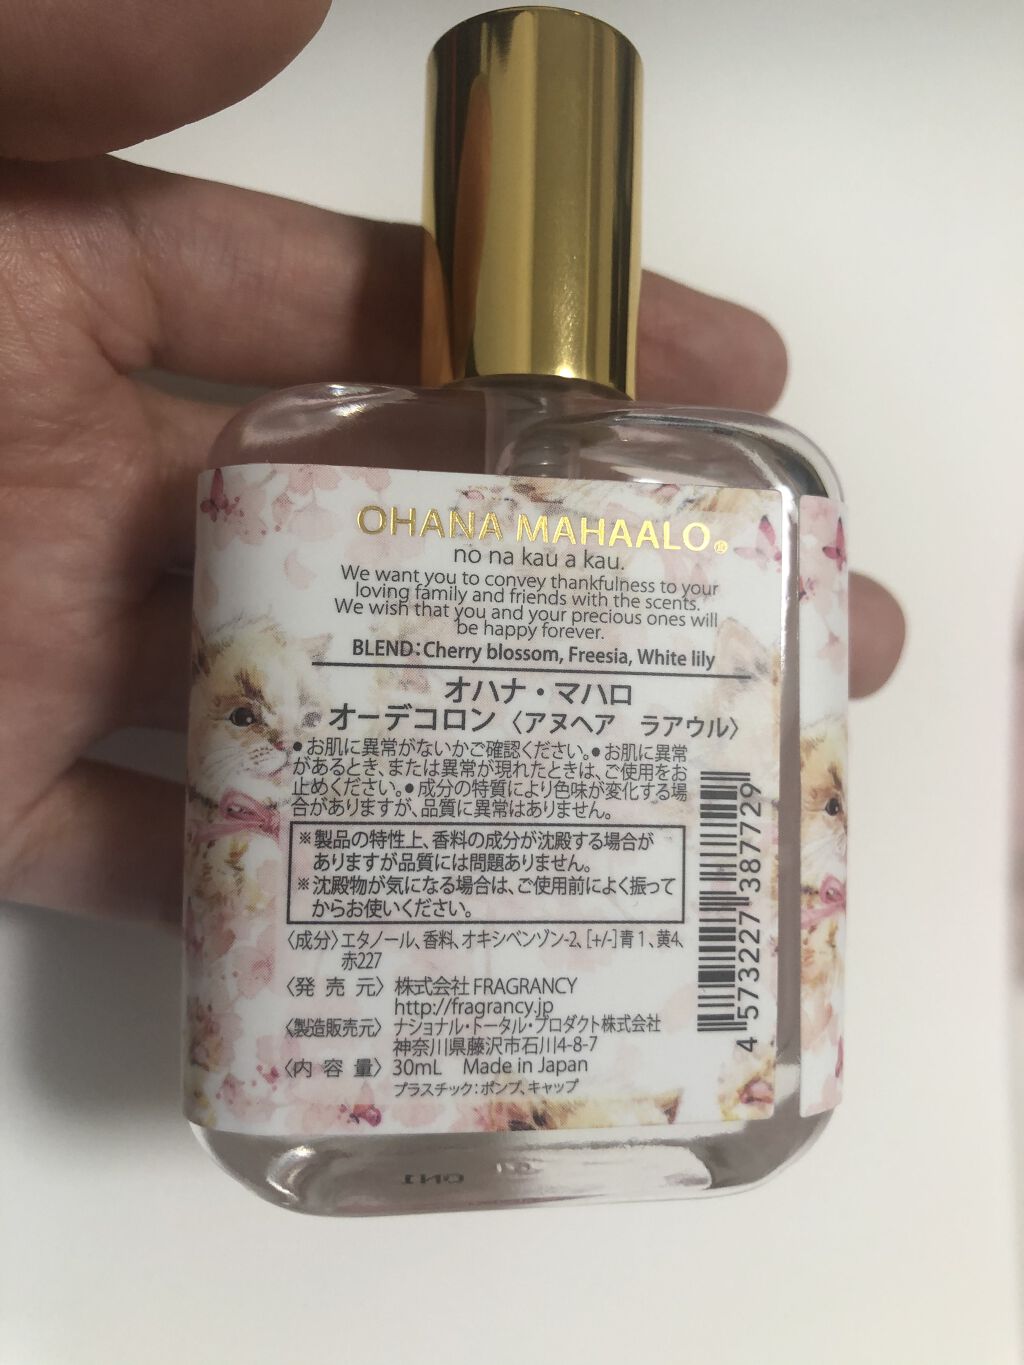 OHANA MAHAALO®
no na kau a kau.
We want you to convey thankfulness to your
loving family and friends with the scents.
We wish that you and your precious ones will
be happy forever.
BLEND:Cherry blossom, Freesia, White lily
オハナ・マハロ
オーデコロン〈アヌヘア　ラアウル〉
●お肌に異常がないかご確認ください。●お肌に異常
があるとき、または異常が現れたときは、ご使用をお
止めください。●成分の特質により色味が変化する場
合がありますが、品質に異常はありません。
※製品の特性上、香料の成分が沈殿する場合が
ありますが品質には問題ありません。
※沈殿物が気になる場合は、ご使用前によく振って
からお使いください。
〈成分〉エタノール、香料、オキシベンゾン-2、[+/-]青1、黄4、
赤227
〈発売元〉株式会社FRAGRANCY
http://fragrancy.jp
〈製造販売元〉ナショナル・トータル・プロダクト株式会社
神奈川県藤沢市石川4-8-7
〈内容量〉30mL　Made in Japan
プラスチック：ポンプ、キャップ
4 573227 387729